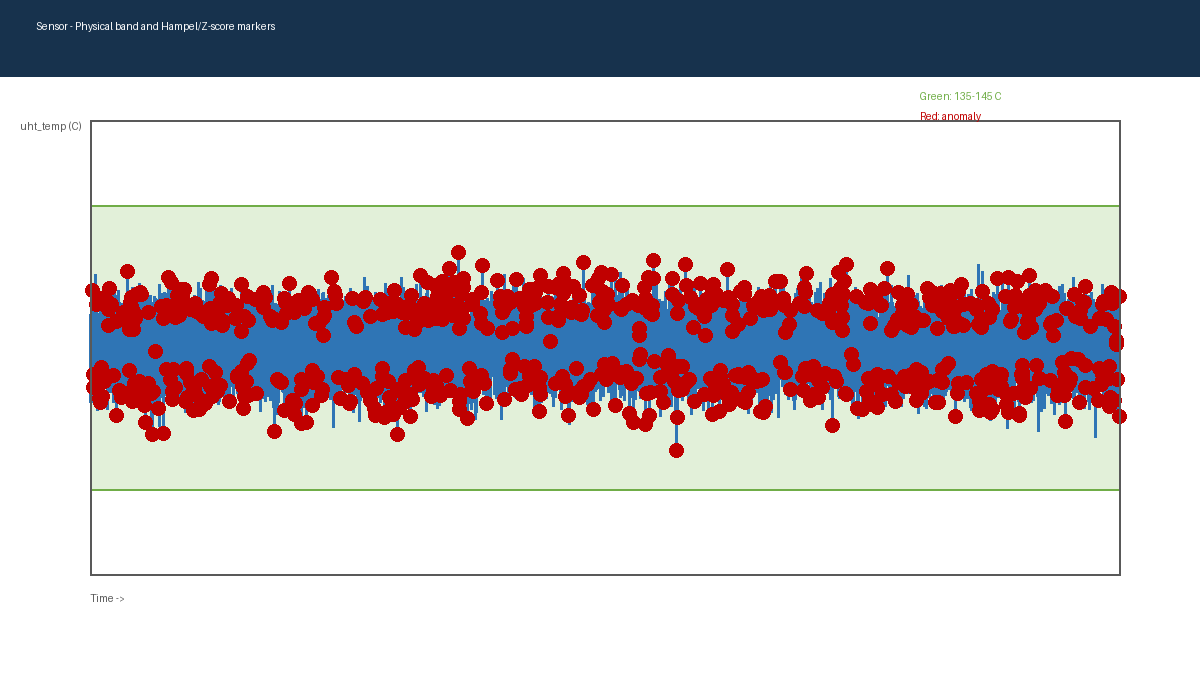 Sensor - Physical band and Hampel/Z-score markers
Green: 135-145 C
Red: anomaly
uht_temp (C)
Time ->